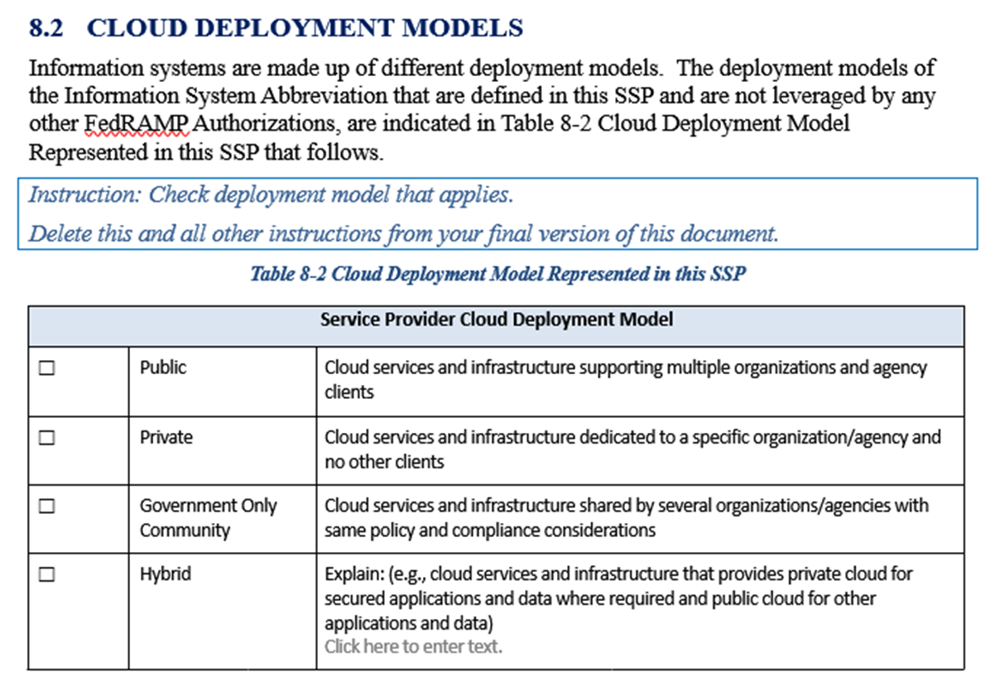 8.2 CLOUD DEPLOYMENT MODELS
Information systems are made up of different deployment models.  The deployment models of
the Information System Abbreviation that are defined in this SSP and are not leveraged by any
other FedRAMP Authorizations, are indicated in Table 8-2 Cloud Deployment Model
Represented in this SSP that follows.
Instruction: Check deployment model that applies.
Delete this and all other instructions from your final version of this document.
Table 8-2 Cloud Deployment Model Represented in this SSP
Service Provider Cloud Deployment Model
☐ Public Cloud services and infrastructure supporting multiple organizations and agency
clients
☐ Private Cloud services and infrastructure dedicated to a specific organization/agency and
no other clients
☐ Government Only Cloud services and infrastructure shared by several organizations/agencies with
Community same policy and compliance considerations
☐ Hybrid Explain: (e.g., cloud services and infrastructure that provides private cloud for
secured applications and data where required and public cloud for other
applications and data)
Click here to enter text.